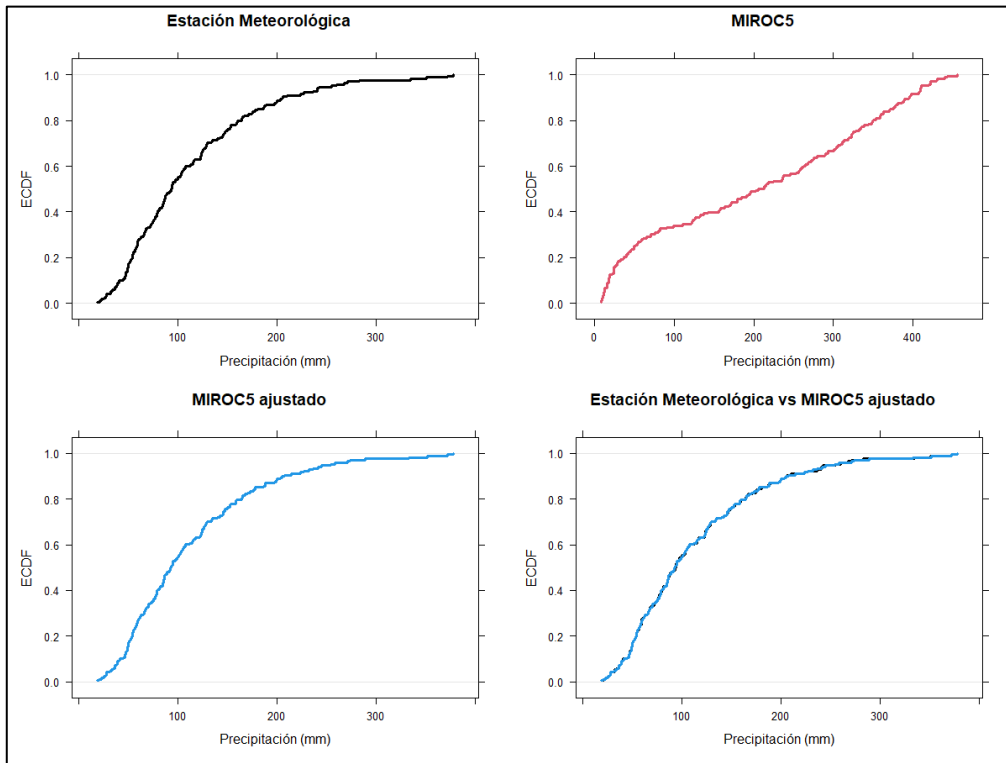 Estación Meteorológica
1.0
0.8
0.6
0.4
0.2
0.0
ECDF
100 200 300
Precipitación (mm)
MIROC5
1.0
0.8
0.6
0.4
0.2
0.0
ECDF
0 100 200 300 400
Precipitación (mm)
MIROC5 ajustado
1.0
0.8
0.6
0.4
0.2
0.0
ECDF
100 200 300
Precipitación (mm)
Estación Meteorológica vs MIROC5 ajustado
1.0
0.8
0.6
0.4
0.2
0.0
ECDF
100 200 300
Precipitación (mm)